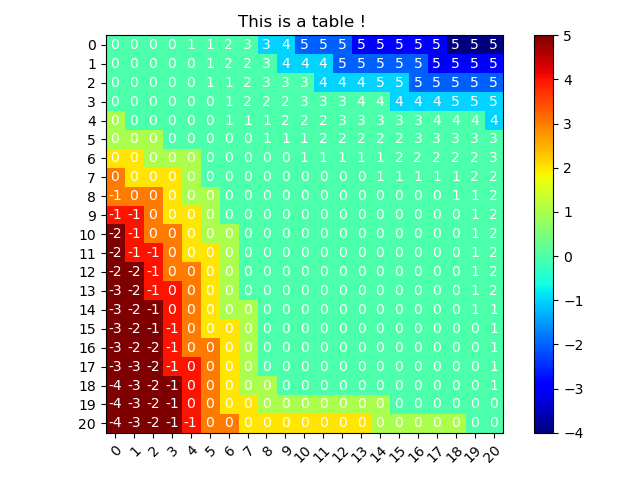 This is a table !
0 0 0 0 0 1 1 2 3 3 4 5 5 5 5 5 5 5 5 5 5 5
1 0 0 0 0 0 1 2 2 3 4 4 4 5 5 5 5 5 5 5 5 5
2 0 0 0 0 0 1 1 2 3 3 3 4 4 4 5 5 5 5 5 5 5
3 0 0 0 0 0 0 1 2 2 2 3 3 3 4 4 4 4 4 5 5 5
4 0 0 0 0 0 0 1 1 1 2 2 2 3 3 3 3 3 4 4 4 4
5 0 0 0 0 0 0 0 0 1 1 1 2 2 2 2 2 3 3 3 3 3
6 0 0 0 0 0 0 0 0 0 0 1 1 1 1 1 2 2 2 2 2 3
7 0 0 0 0 0 0 0 0 0 0 0 0 0 0 1 1 1 1 1 2 2
8 -1 0 0 0 0 0 0 0 0 0 0 0 0 0 0 0 0 0 1 1 2
9 -1 -1 0 0 0 0 0 0 0 0 0 0 0 0 0 0 0 0 0 1 2
10 -2 -1 0 0 0 0 0 0 0 0 0 0 0 0 0 0 0 0 0 1 2
11 -2 -1 -1 0 0 0 0 0 0 0 0 0 0 0 0 0 0 0 0 1 2
12 -2 -2 -1 0 0 0 0 0 0 0 0 0 0 0 0 0 0 0 0 1 2
13 -3 -2 -1 0 0 0 0 0 0 0 0 0 0 0 0 0 0 0 0 1 2
14 -3 -2 -1 0 0 0 0 0 0 0 0 0 0 0 0 0 0 0 0 1 1
15 -3 -2 -1 -1 0 0 0 0 0 0 0 0 0 0 0 0 0 0 0 0 1
16 -3 -2 -2 -1 0 0 0 0 0 0 0 0 0 0 0 0 0 0 0 0 1
17 -3 -3 -2 -1 0 0 0 0 0 0 0 0 0 0 0 0 0 0 0 0 1
18 -4 -3 -2 -1 0 0 0 0 0 0 0 0 0 0 0 0 0 0 0 0 1
19 -4 -3 -2 -1 0 0 0 0 0 0 0 0 0 0 0 0 0 0 0 0 0
20 -4 -3 -2 -1 -1 0 0 0 0 0 0 0 0 0 0 0 0 0 0 0 0
0 1 2 3 4 5 6 7 8 9 10 11 12 13 14 15 16 17 18 19 20
5
4
3
2
1
0
−1
−2
−3
−4